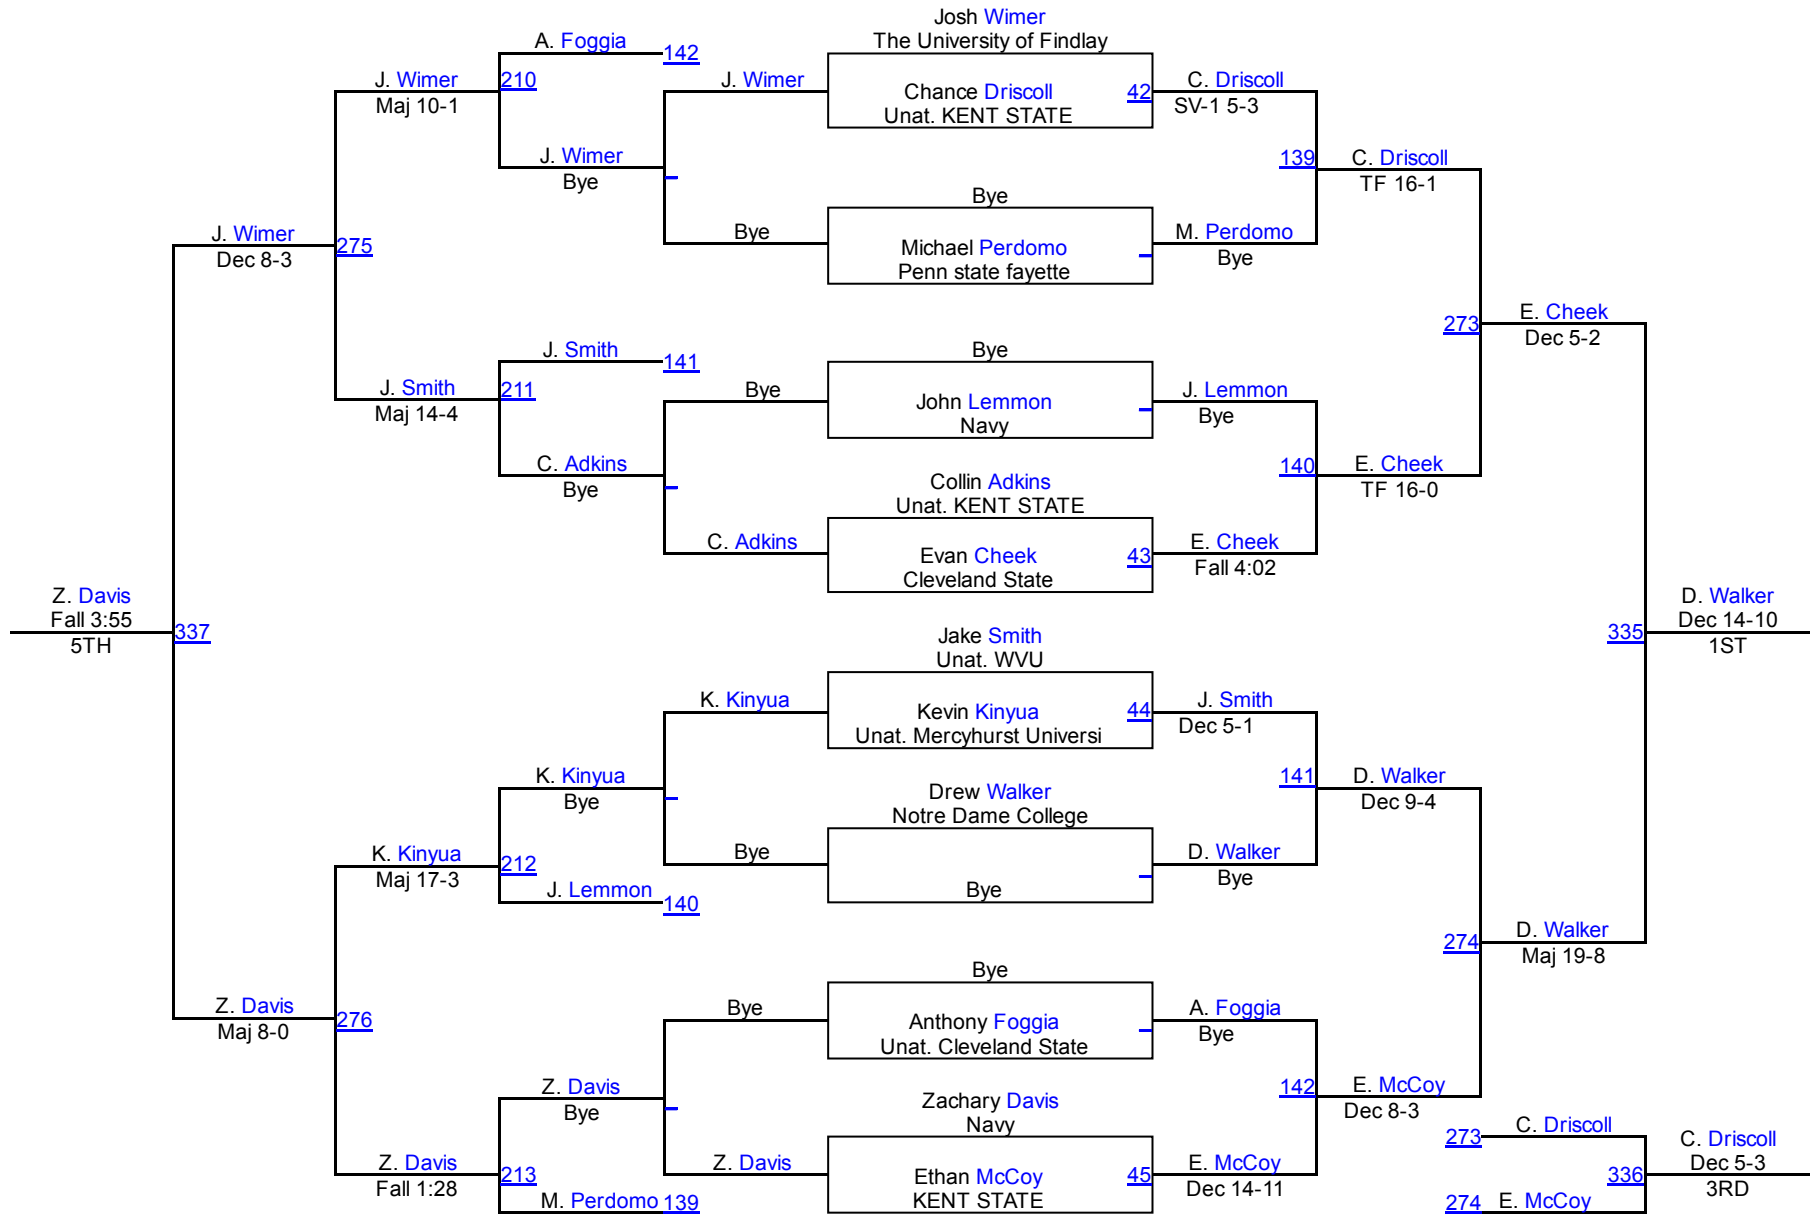 Josh Wimer
The University of Findlay
A. Foggia 142
J. Wimer 210
Maj 10-1
J. Wimer
Chance Driscoll 42
Unat. KENT STATE
C. Driscoll
SV-1 5-3
J. Wimer
Bye
139
C. Driscoll
TF 16-1
Bye
J. Wimer
Dec 8-3
275
Bye
Michael Perdomo
Penn state fayette
M. Perdomo
Bye
273
E. Cheek
Dec 5-2
J. Smith 141
Bye
J. Smith 211
Maj 14-4
Bye
John Lemmon
Navy
J. Lemmon
Bye
C. Adkins
Bye
140
E. Cheek
TF 16-0
Collin Adkins
Unat. KENT STATE
C. Adkins
Evan Cheek 43
Cleveland State
E. Cheek
Fall 4:02
Z. Davis
Fall 3:55
5TH
337
335
D. Walker
Dec 14-10
1ST
Jake Smith
Unat. WVU
K. Kinyua
Kevin Kinyua 44
Unat. Mercyhurst Universi
J. Smith
Dec 5-1
K. Kinyua
Bye
141
D. Walker
Dec 9-4
Drew Walker
Notre Dame College
K. Kinyua
Maj 17-3
212
Bye
D. Walker
Bye
J. Lemmon 140
Bye
274
D. Walker
Maj 19-8
Bye
Z. Davis
Maj 8-0
276
Bye
Anthony Foggia
Unat. Cleveland State
A. Foggia
Bye
Z. Davis
Bye
142
E. McCoy
Dec 8-3
Zachary Davis
Navy
273 C. Driscoll
Z. Davis
Fall 1:28
213
Z. Davis
Ethan McCoy 45
KENT STATE
E. McCoy
Dec 14-11
336
C. Driscoll
Dec 5-3
3RD
M. Perdomo 139
274 E. McCoy